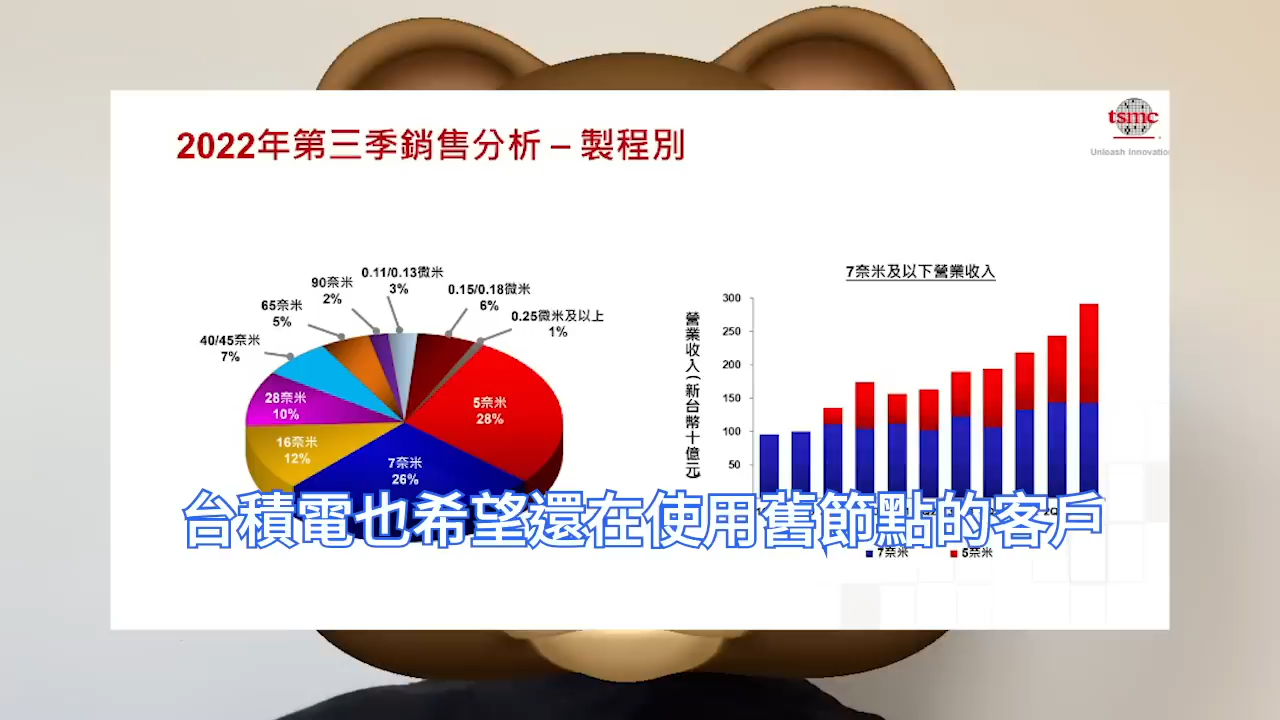 tsmc
Unleash Innovatio
2022年第三季銷售分析 – 製程別
0.11/0.13微米
3%
90奈米
2%
0.15/0.18微米
6%
65奈米
5%
0.25微米及以上
1%
40/45奈米
7%
28奈米
10%
5奈米
28%
16奈米
12%
7奈米
26%
7奈米及以下營業收入
營業收入(新台幣十億元)
300
250
200
150
100
50
台積電也希望還在使用舊節點的客戶
7奈米
5奈米